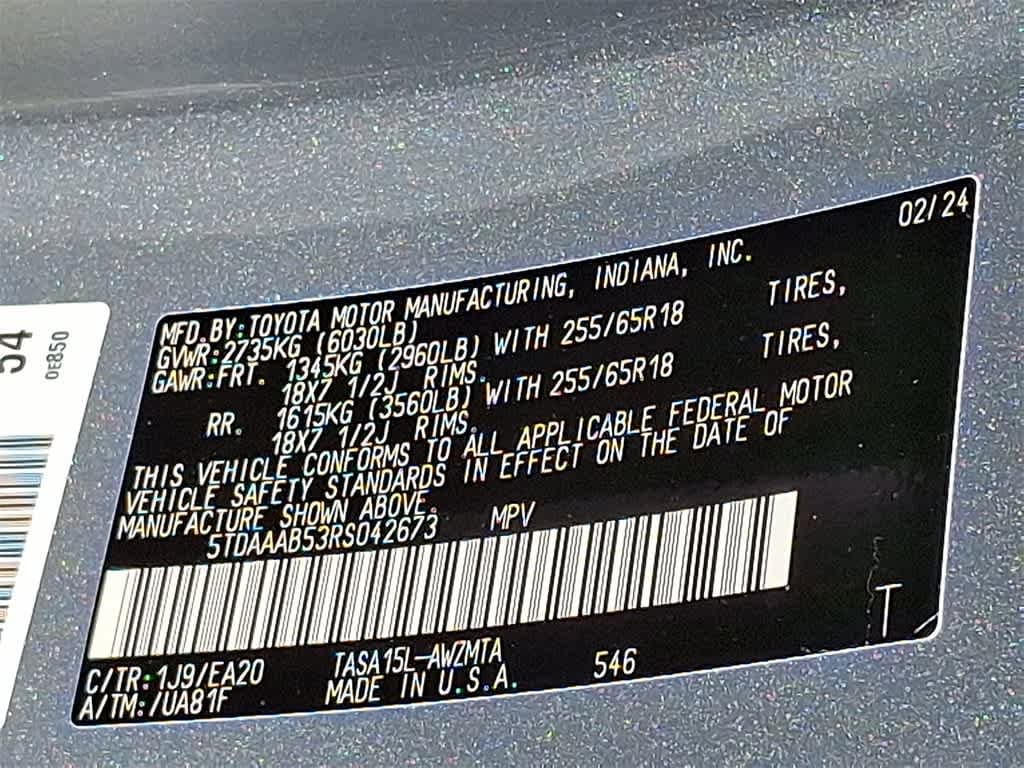 02/24
MFD.BY:TOYOTA MOTOR MANUFACTURING, INDIANA, INC.
GVWR:2735KG (6030LB)
GAWR:FRT. 1345KG (2960LB) WITH 255/65R18 TIRES,
18X7 1/2J RIMS.
RR. 1615KG (3560LB) WITH 255/65R18 TIRES,
18X7 1/2J RIMS.
THIS VEHICLE CONFORMS TO ALL APPLICABLE FEDERAL MOTOR
VEHICLE SAFETY STANDARDS IN EFFECT ON THE DATE OF
MANUFACTURE SHOWN ABOVE.
5TDAAAB53RS042673 MPV
T
C/TR:1J9/EA20 TASA15L-AWZMTA 546
A/TM:/UA81F MADE IN U.S.A.
54
0E850